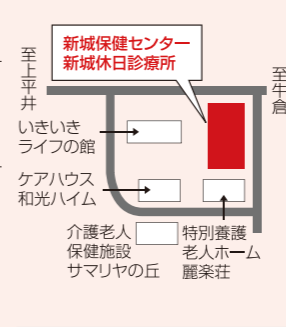 新城保健センター
新城休日診療所
至上平井
至牛倉
いきいき
ライフの館
ケアハウス
和光ハイム
介護老人
保健施設
サマリヤの丘
特別養護
老人ホーム
麗楽荘